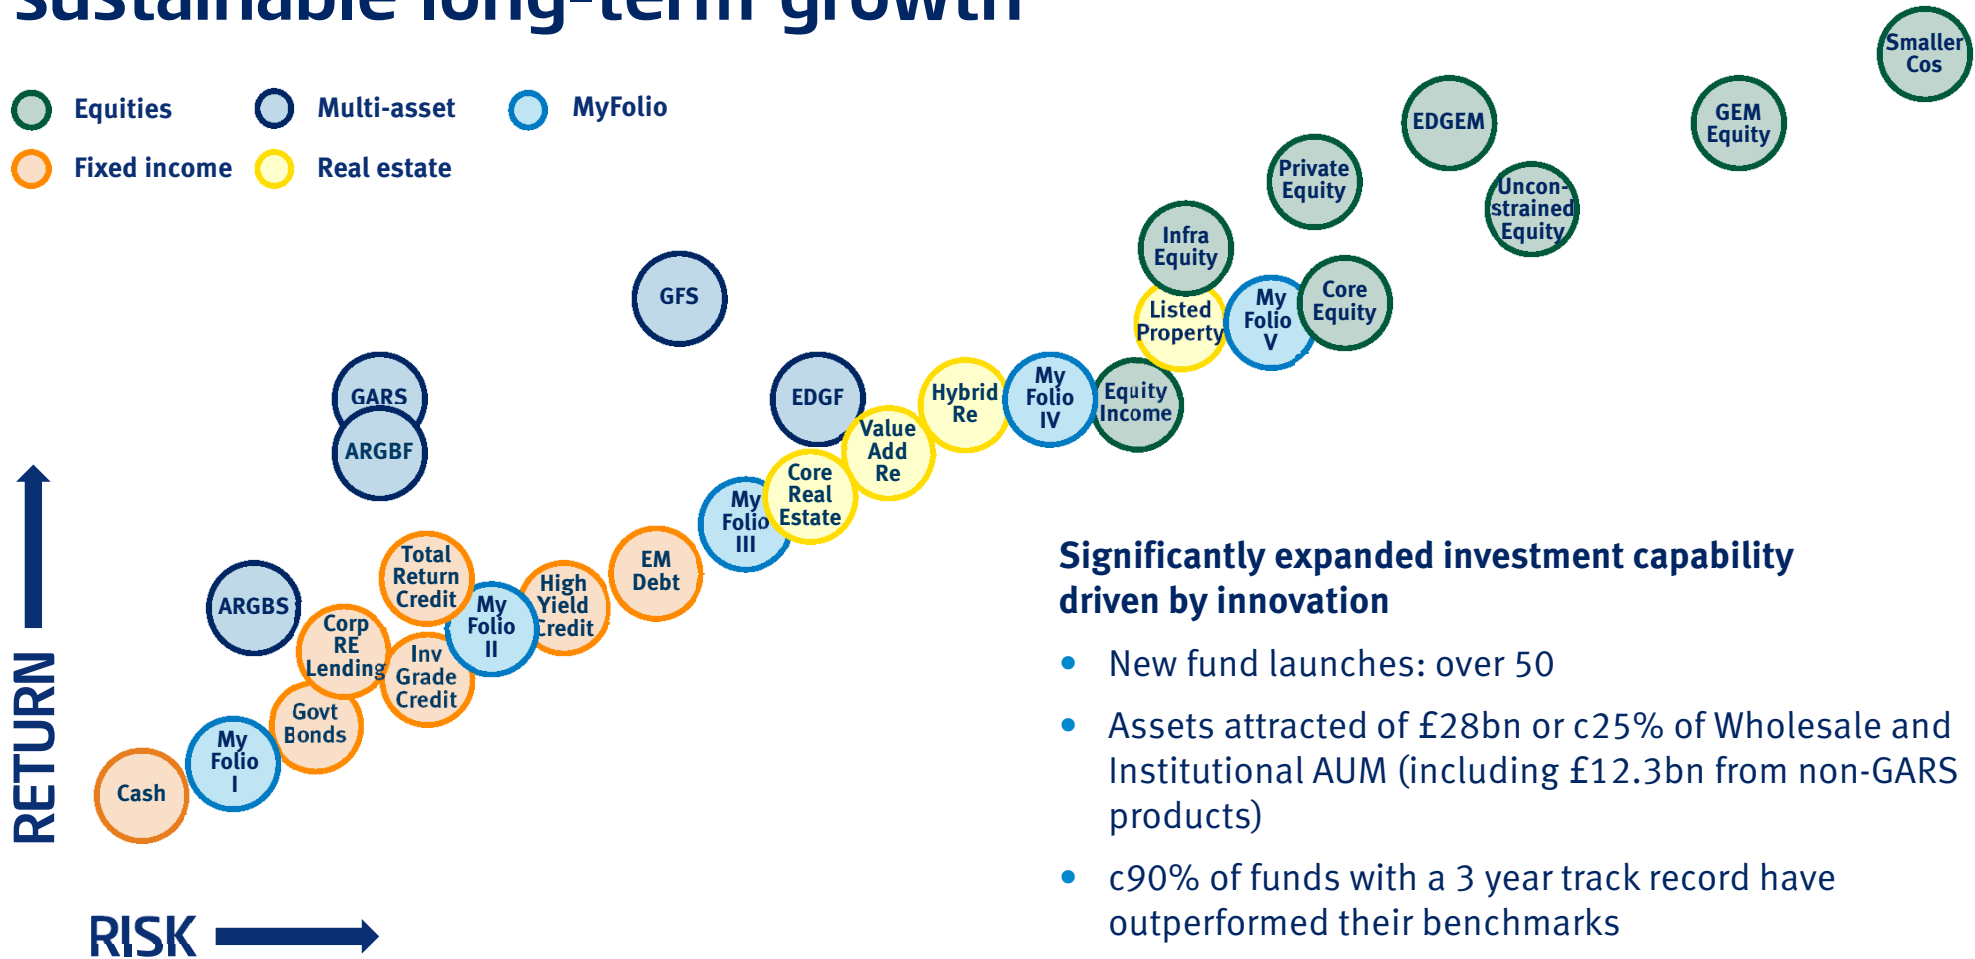 sustainable long-term growth
Equities
Multi-asset
MyFolio
Fixed income
Real estate
Smaller
Cos
EDGEM
GEM
Equity
Private
Equity
Uncon-
strained
Equity
Infra
Equity
GFS
Listed
Property
My
Folio
V
Core
Equity
GARS
ARGBF
EDGF
Hybrid
Re
My
Folio
IV
Equity
Income
Value
Add
Re
Core
Real
Estate
My
Folio
III
EM
Debt
High
Yield
Credit
Total
Return
Credit
My
Folio
II
ARGBS
Corp
RE
Lending
Inv
Grade
Credit
Govt
Bonds
My
Folio
I
Cash
RETURN
RISK
Significantly expanded investment capability
driven by innovation
• New fund launches: over 50
• Assets attracted of £28bn or c25% of Wholesale and
Institutional AUM (including £12.3bn from non-GARS
products)
• c90% of funds with a 3 year track record have
outperformed their benchmarks